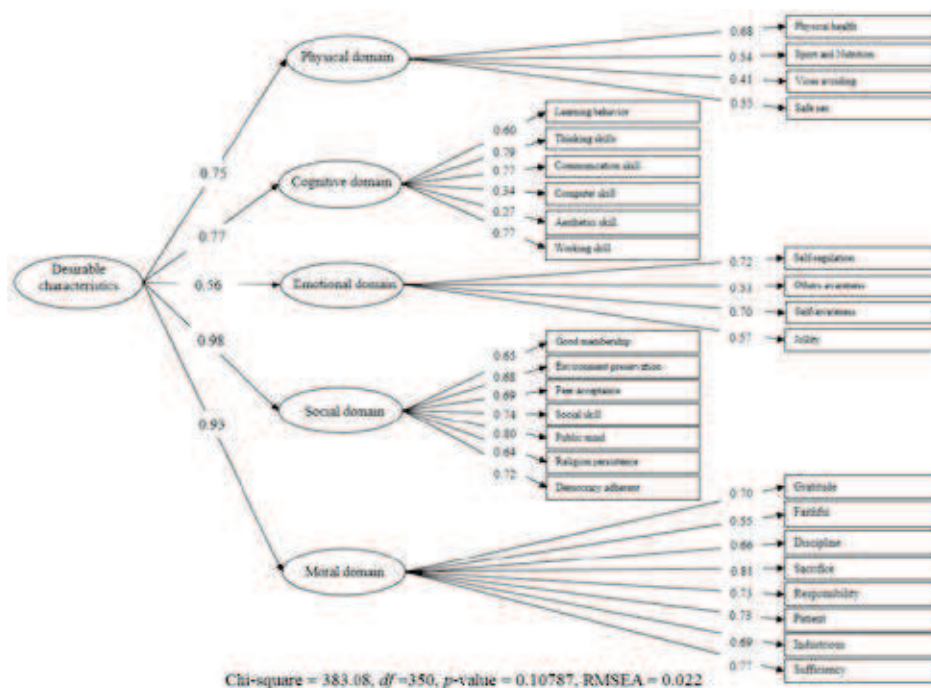 Physical domain
0.68
Physical health
0.54
Sport and Nutrition
0.41
Vices avoiding
Safe sex
0.75
Cognitive domain
0.60
Learning behavior
0.79
Thinking skills
0.77
Communication skill
0.34
Computer skill
0.27
Aesthetics skill
0.77
Working skill
0.77
Desirable
characteristics
0.56
Emotional domain
0.72
Self-regulation
0.53
Others awareness
0.70
Self-awareness
0.57
Jollity
0.98
Social domain
0.65
Good membership
0.68
Environment preservation
0.69
Peer acceptance
0.74
Social skill
0.80
Public mind
0.64
Religion persistence
0.72
Democracy adherent
0.93
Moral domain
0.70
Gratitude
0.55
Faithful
0.66
Discipline
0.81
Sacrifice
0.73
Responsibility
0.73
Patient
0.69
Industrious
Sufficiency
Chi-square = 383.08, df =350, p-value = 0.10787, RMSEA = 0.022